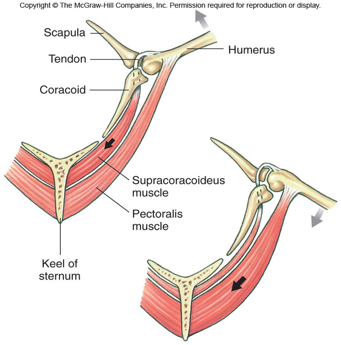 Copyright © The McGraw-Hill Companies, Inc. Permission required for reproduction or display.
Scapula
Tendon
Coracoid
Humerus
Supracoracoideus
muscle
Pectoralis
muscle
Keel of
sternum